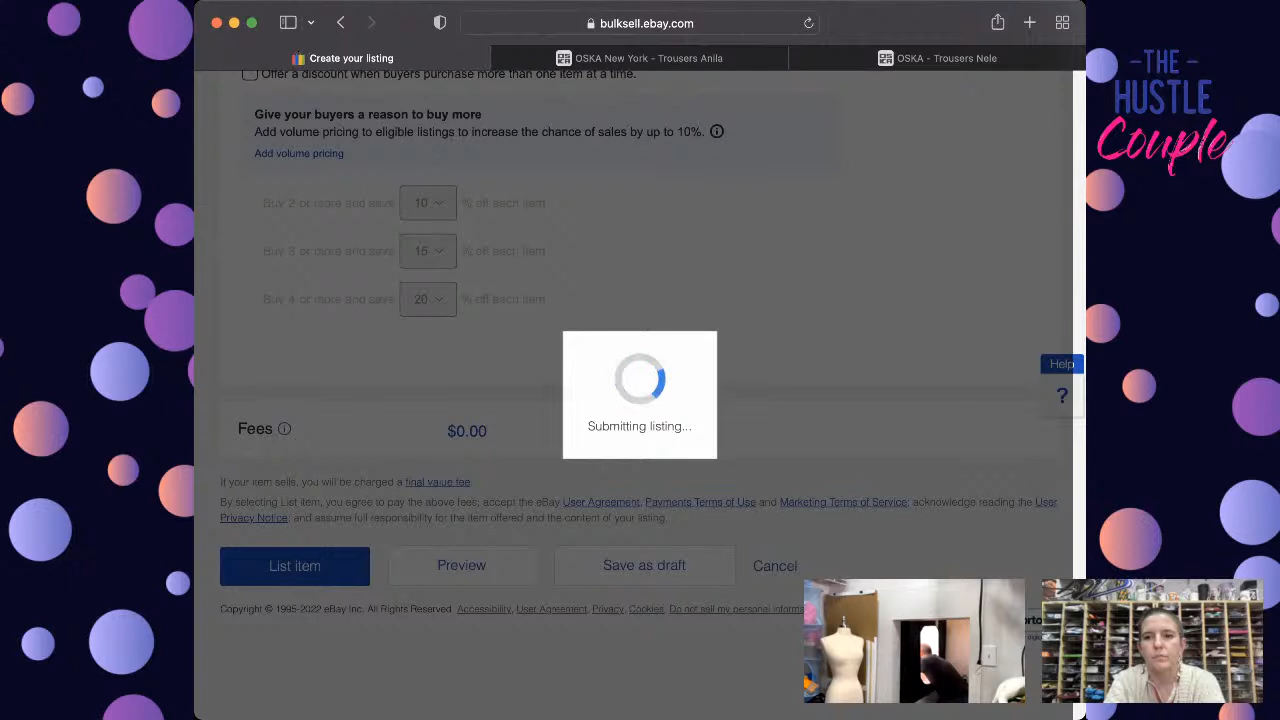 bulksell.ebay.com
Create your listing
OSKA New York - Trousers Anila
OSKA - Trousers Nele
-THE-
HUSTLE
Couple
Offer a discount when buyers purchase more than one item at a time.
Give your buyers a reason to buy more
Add volume pricing to eligible listings to increase the chance of sales by up to 10%.
Add volume pricing
Buy 2 or more and save 10 % off each item
Buy 3 or more and save 15 % off each item
Buy 4 or more and save 20 % off each item
Help
?
Submitting listing...
Fees $0.00
If your item sells, you will be charged a final value fee.
By selecting List item, you agree to pay the above fees; accept the eBay User Agreement, Payments Terms of Use and Marketing Terms of Service; acknowledge reading the User
Privacy Notice; and assume full responsibility for the item offered and the content of your listing.
List item
Preview
Save as draft
Cancel
Copyright © 1995-2022 eBay Inc. All Rights Reserved. Accessibility, User Agreement, Privacy, Cookies, Do not sell my personal